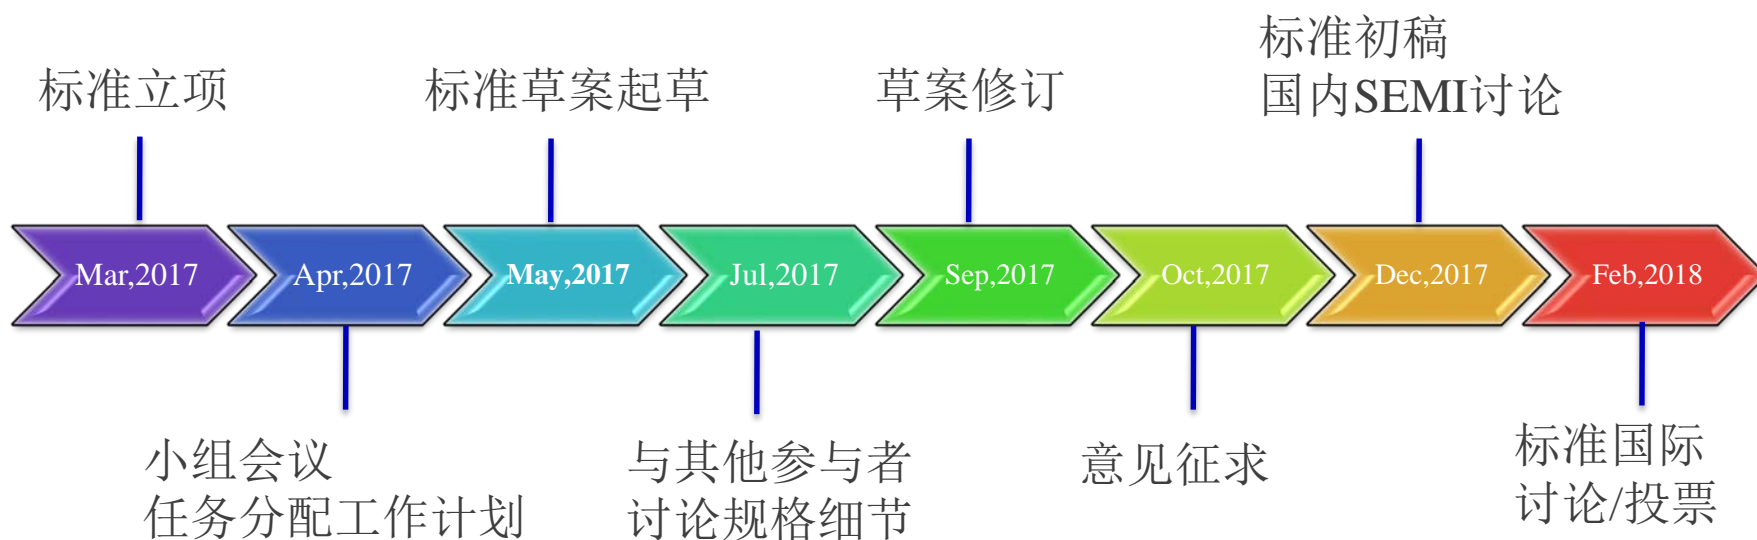 标准初稿
国内SEMI讨论
标准立项
标准草案起草
草案修订
Mar,2017
Apr,2017
May,2017
Jul,2017
Sep,2017
Oct,2017
Dec,2017
Feb,2018
小组会议
任务分配工作计划
与其他参与者
讨论规格细节
意见征求
标准国际
讨论/投票